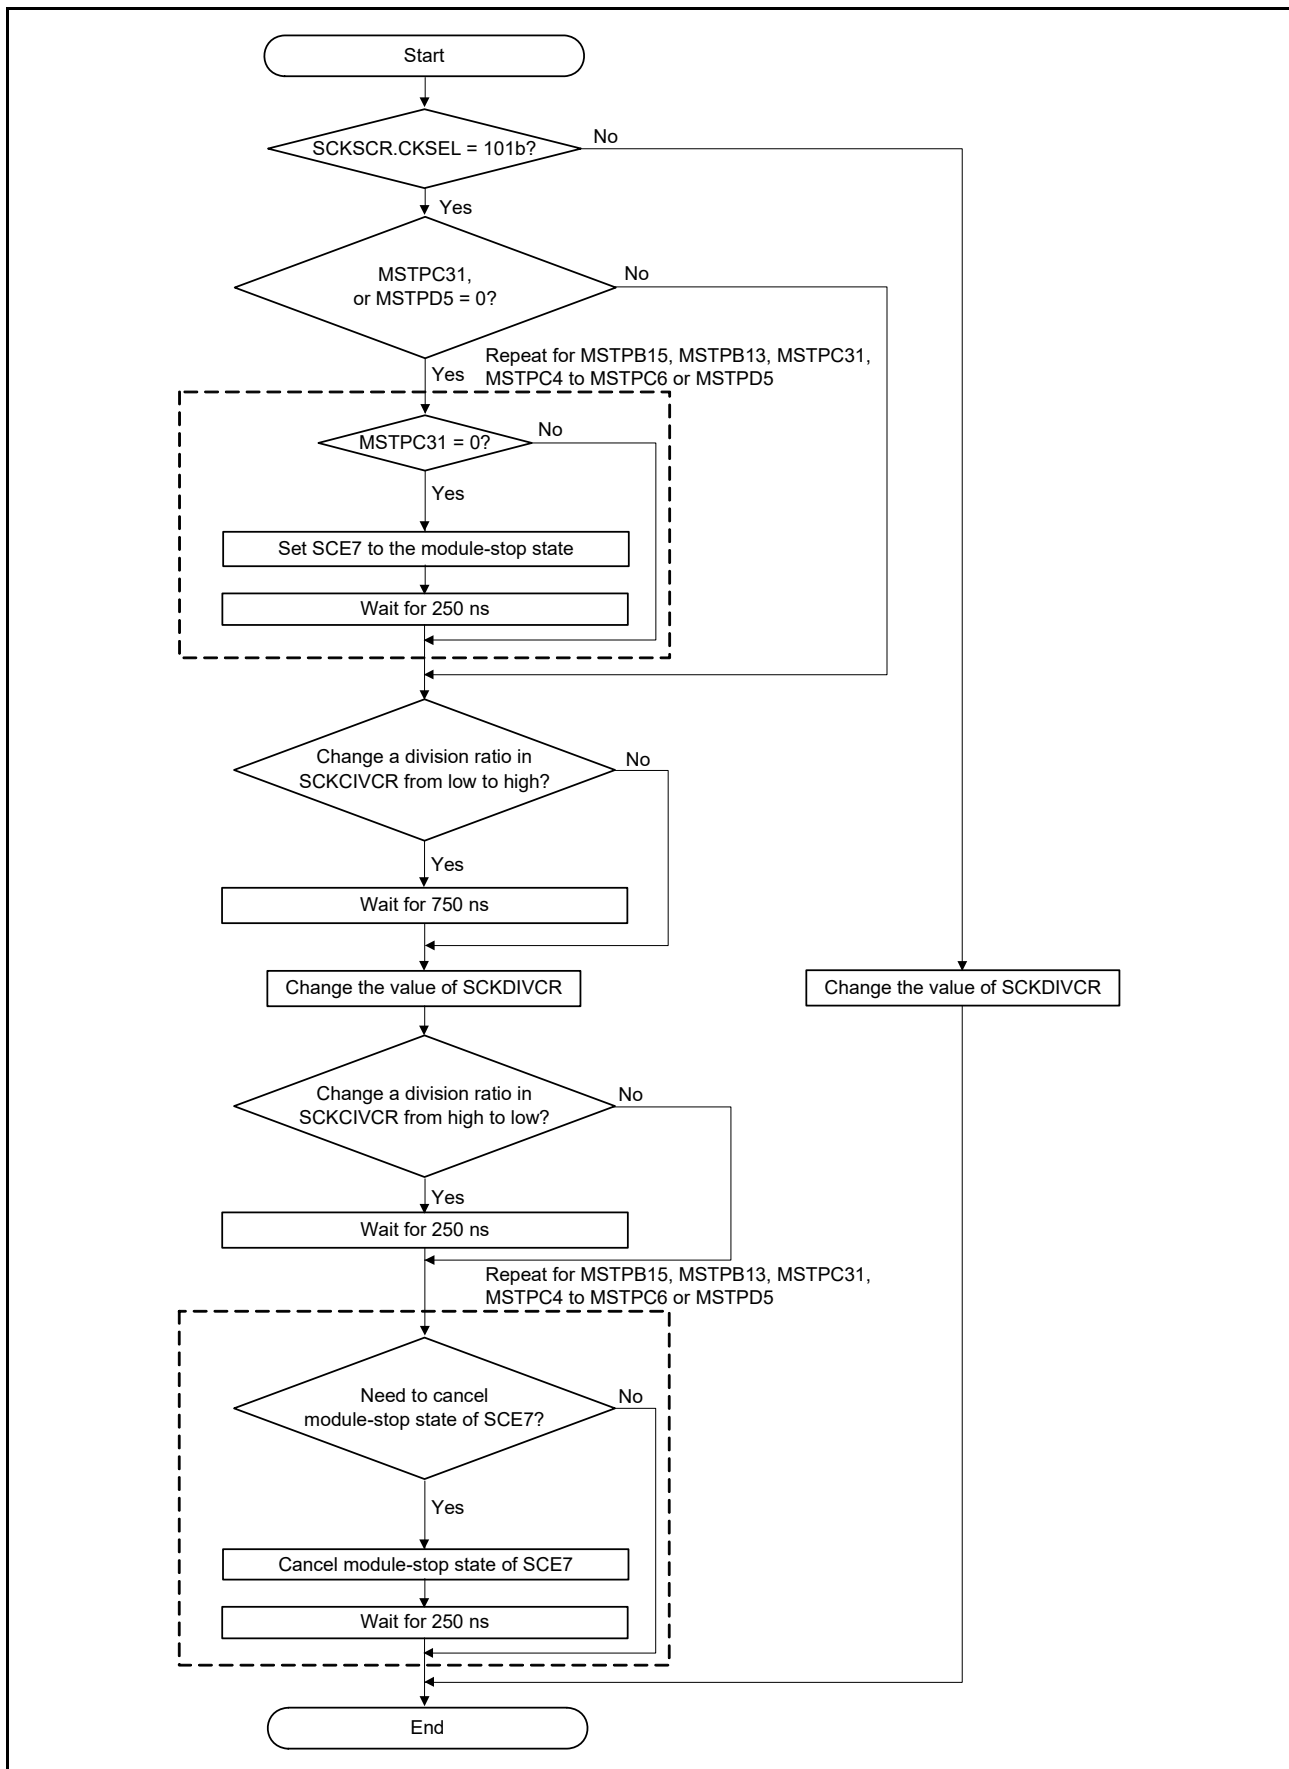 Start
SCKSCR.CKSEL = 101b?
No
Yes
MSTPC31,
or MSTPD5 = 0?
No
Yes
Repeat for MSTPB15, MSTPB13, MSTPC31,
MSTPC4 to MSTPC6 or MSTPD5
MSTPC31 = 0?
No
Yes
Set SCE7 to the module-stop state
Wait for 250 ns
Change a division ratio in
SCKCIVCR from low to high?
No
Yes
Wait for 750 ns
Change the value of SCKDIVCR
Change the value of SCKDIVCR
Change a division ratio in
SCKCIVCR from high to low?
No
Yes
Wait for 250 ns
Repeat for MSTPB15, MSTPB13, MSTPC31,
MSTPC4 to MSTPC6 or MSTPD5
Need to cancel
module-stop state of SCE7?
No
Yes
Cancel module-stop state of SCE7
Wait for 250 ns
End